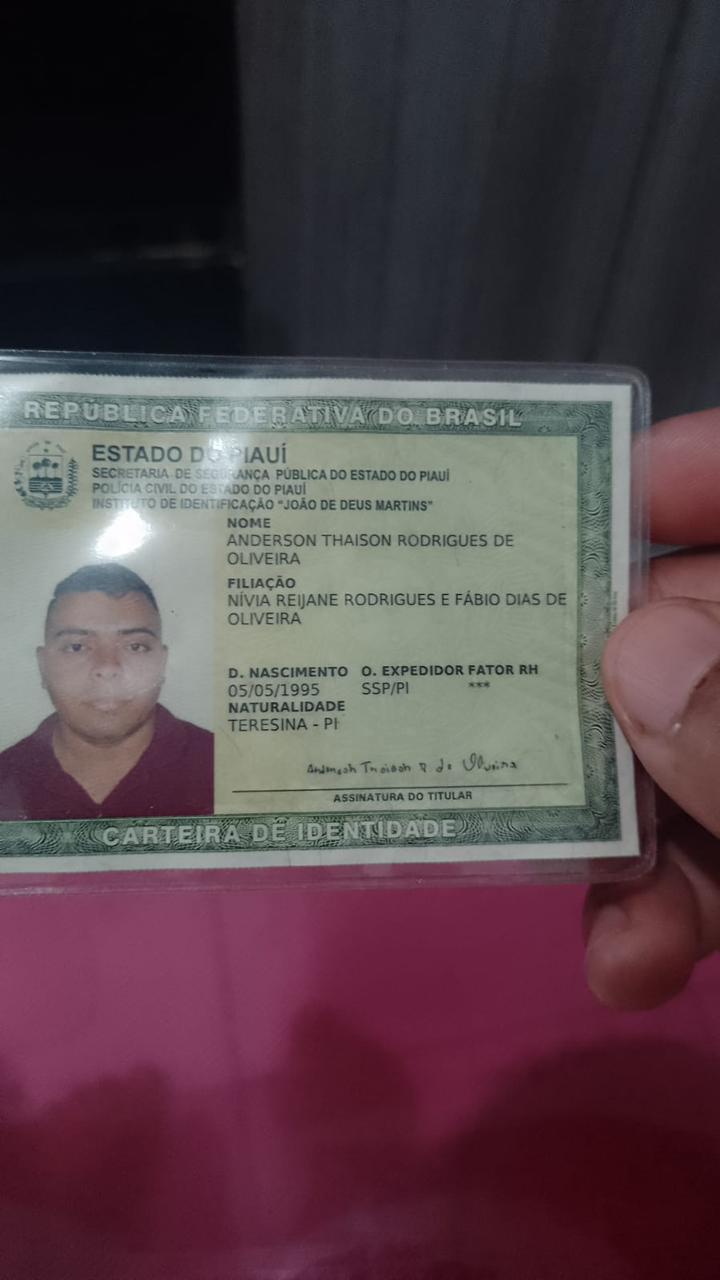 REPÚBLICA FEDERATIVA DO BRASIL
ESTADO DO PIAUÍ
SECRETARIA DE SEGURANÇA PÚBLICA DO ESTADO DO PIAUÍ
POLÍCIA CIVIL DO ESTADO DO PIAUÍ
INSTITUTO DE IDENTIFICAÇÃO "JOÃO DE DEUS MARTINS"
NOME
ANDERSON THAISON RODRIGUES DE
OLIVEIRA
FILIAÇÃO
NÍVIA REIJANE RODRIGUES E FÁBIO DIAS DE
OLIVEIRA
D. NASCIMENTO O. EXPEDIDOR FATOR RH
05/05/1995 SSP/PI ***
NATURALIDADE
TERESINA - PI
Anderson Thaison R de Oliveira
ASSINATURA DO TITULAR
CARTEIRA DE IDENTIDADE